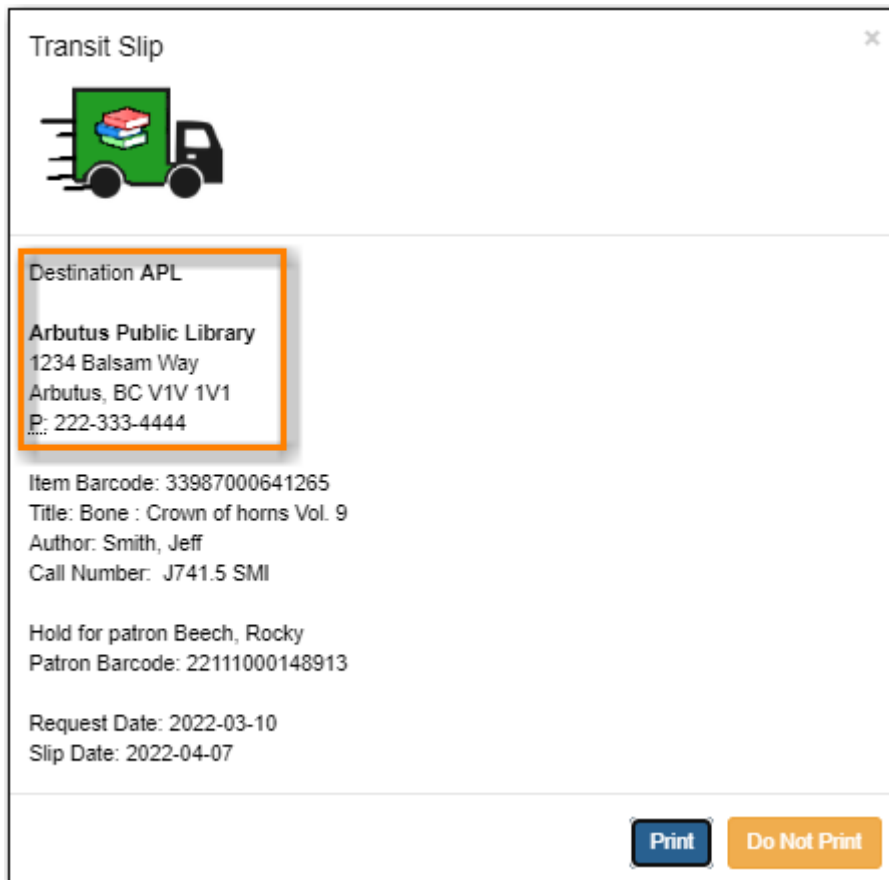 Transit Slip
×
Destination APL
Arbutus Public Library
1234 Balsam Way
Arbutus, BC V1V 1V1
P: 222-333-4444
Item Barcode: 33987000641265
Title: Bone : Crown of horns Vol. 9
Author: Smith, Jeff
Call Number:  J741.5 SMI
Hold for patron Beech, Rocky
Patron Barcode: 22111000148913
Request Date: 2022-03-10
Slip Date: 2022-04-07
Print Do Not Print